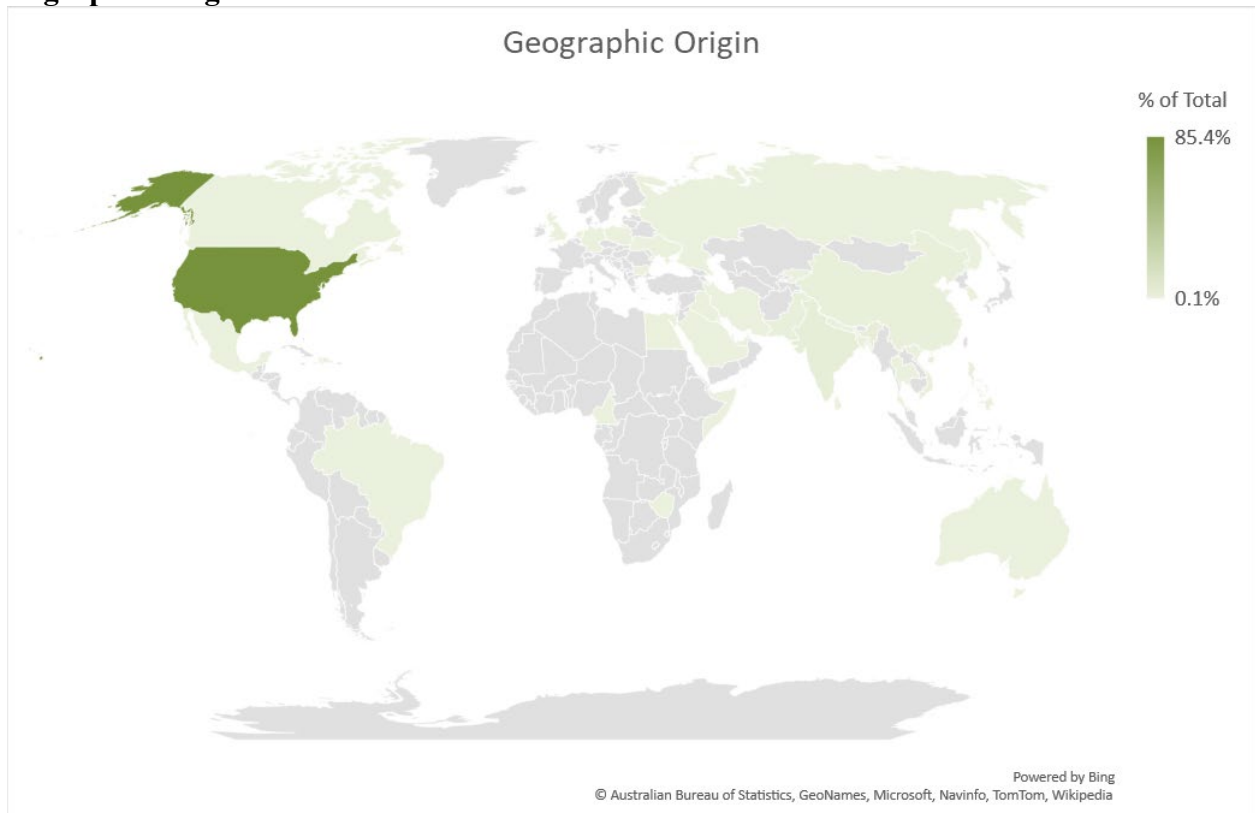 Geographic Origin
% of Total
85.4%
0.1%
Powered by Bing
© Australian Bureau of Statistics, GeoNames, Microsoft, Navinfo, TomTom, Wikipedia